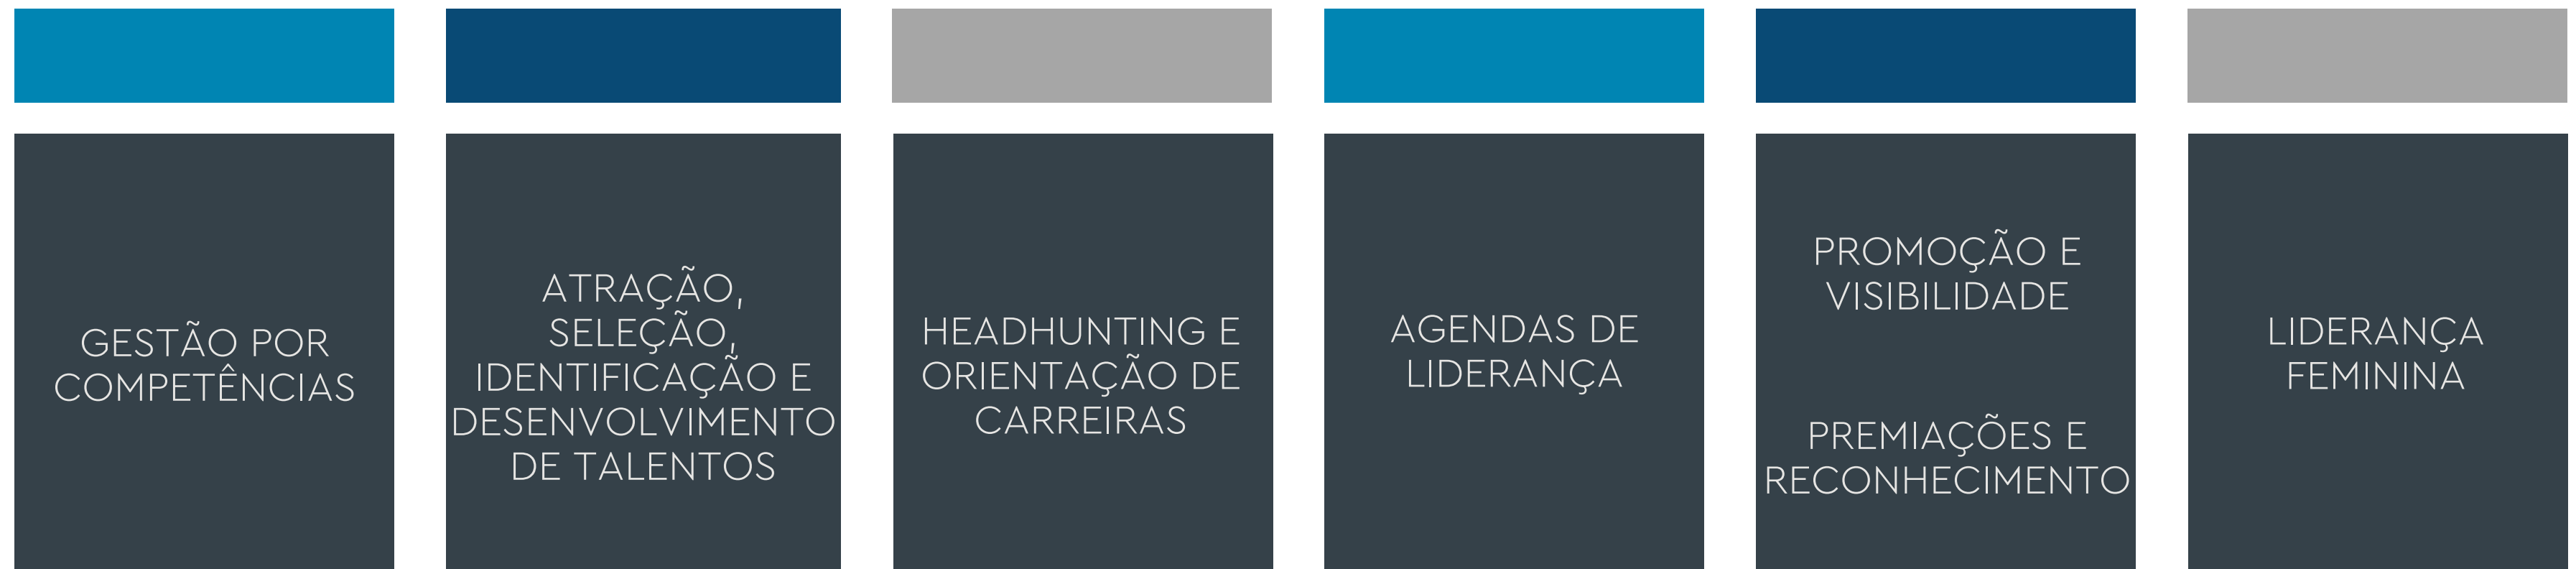 GESTÃO POR
COMPETÊNCIAS
ATRAÇÃO,
SELEÇÃO,
IDENTIFICAÇÃO E
DESENVOLVIMENTO
DE TALENTOS
HEADHUNTING E
ORIENTAÇÃO DE
CARREIRAS
AGENDAS DE
LIDERANÇA
PROMOÇÃO E
VISIBILIDADE
PREMIAÇÕES E
RECONHECIMENTO
LIDERANÇA
FEMININA